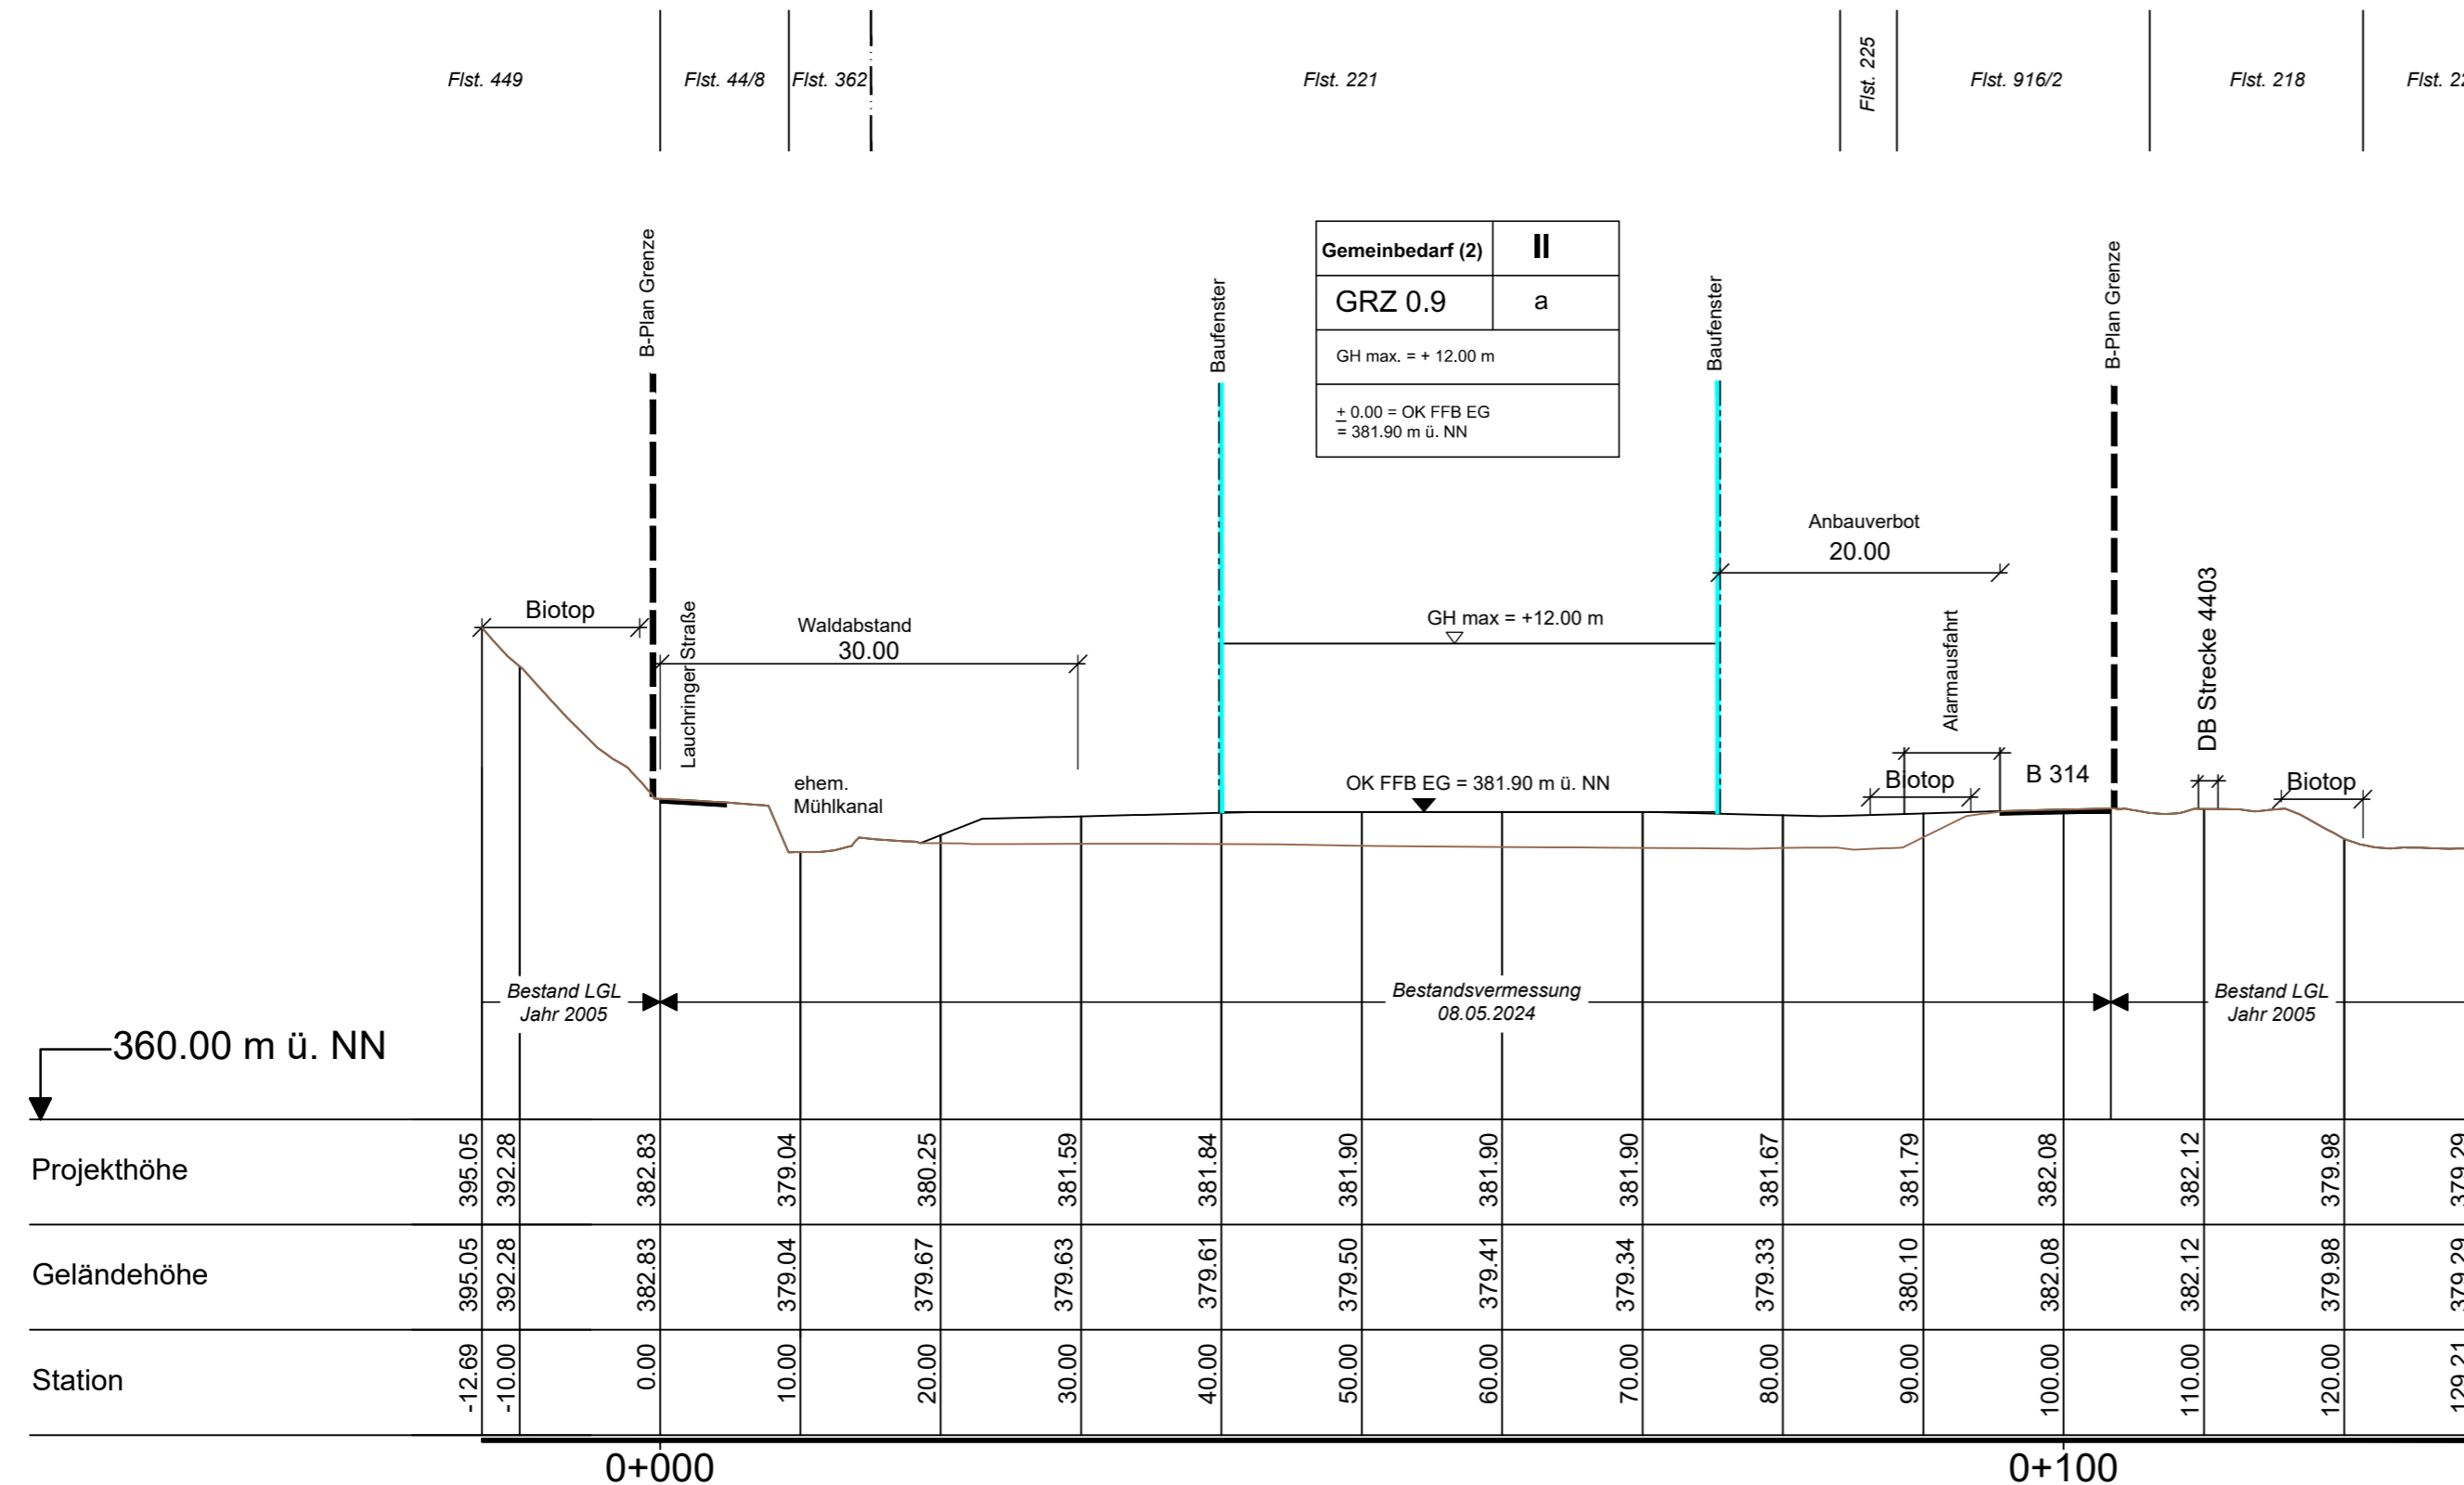 Flst. 449
Flst. 44/8
Flst. 362
Flst. 221
Flst. 225
Flst. 916/2
Flst. 218
Flst. 22
B-Plan Grenze
Baufenster
Gemeinbedarf (2) II
GRZ 0.9 a
GH max. = + 12.00 m
± 0.00 = OK FFB EG
= 381.90 m ü. NN
Baufenster
B-Plan Grenze
Anbauverbot
20.00
Biotop
Lauchringer Straße
Waldabstand
30.00
GH max = +12.00 m
Alarmausfahrt
DB Strecke 4403
ehem.
Mühlkanal
OK FFB EG = 381.90 m ü. NN
Biotop
B 314
Biotop
Bestand LGL
Jahr 2005
Bestandsvermessung
08.05.2024
Bestand LGL
Jahr 2005
360.00 m ü. NN
Projekthöhe 395.05 392.28 382.83 379.04 380.25 381.59 381.84 381.90 381.90 381.90 381.67 381.79 382.08 382.12 379.98 379.29
Geländehöhe 395.05 392.28 382.83 379.04 379.67 379.63 379.61 379.50 379.41 379.34 379.33 380.10 382.08 382.12 379.98 379.29
Station -12.69 -10.00 0.00 10.00 20.00 30.00 40.00 50.00 60.00 70.00 80.00 90.00 100.00 110.00 120.00 129.21
0+000
0+100